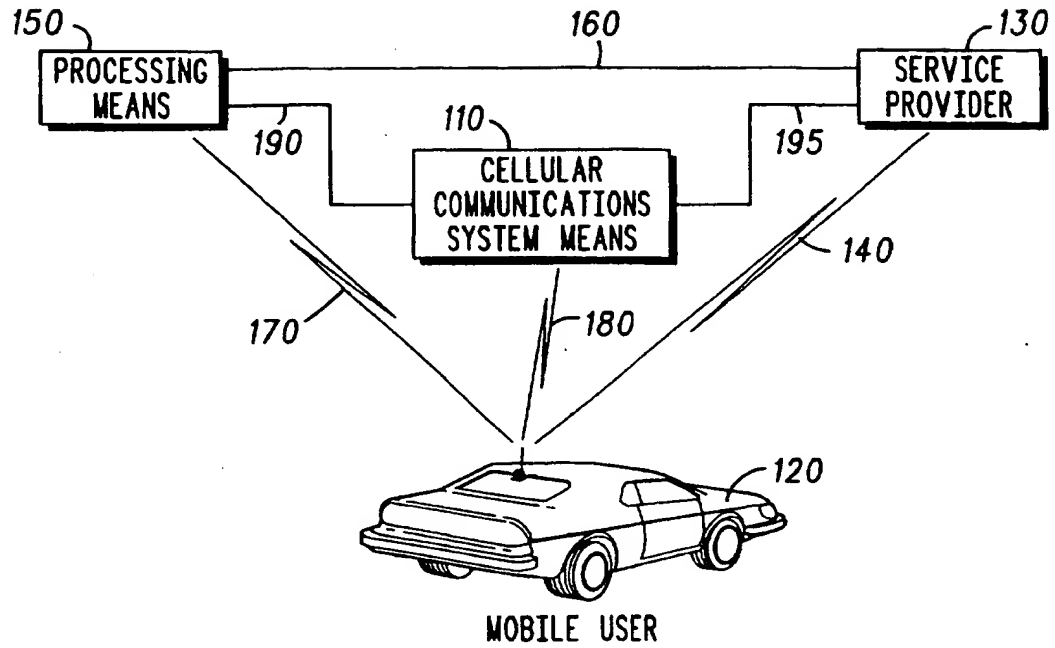 150
160
130
PROCESSING
MEANS
SERVICE
PROVIDER
190
110
195
CELLULAR
COMMUNICATIONS
SYSTEM MEANS
140
170
180
120
MOBILE USER